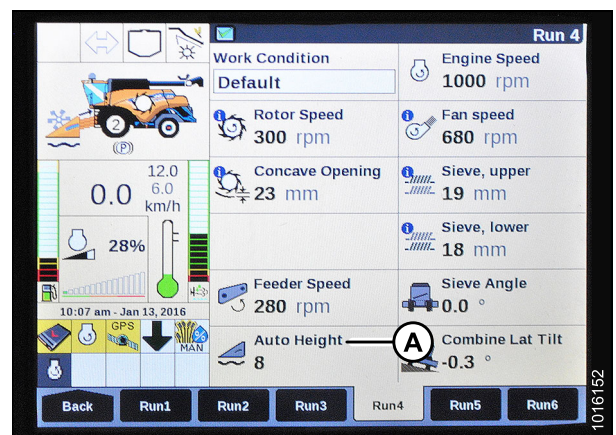 Run 4
Work Condition
Default
Engine Speed
1000 rpm
Rotor Speed
300 rpm
Fan speed
680 rpm
Concave Opening
23 mm
Sieve, upper
19 mm
Sieve, lower
18 mm
Feeder Speed
280 rpm
Sieve Angle
0.0 °
Auto Height
8
A
Combine Lat Tilt
-0.3 °
2
(P)
12.0
6.0
0.0 km/h
28%
10:07 am - Jan 13, 2016
GPS
MAN
Back
Run1
Run2
Run3
Run4
Run5
Run6
1016152